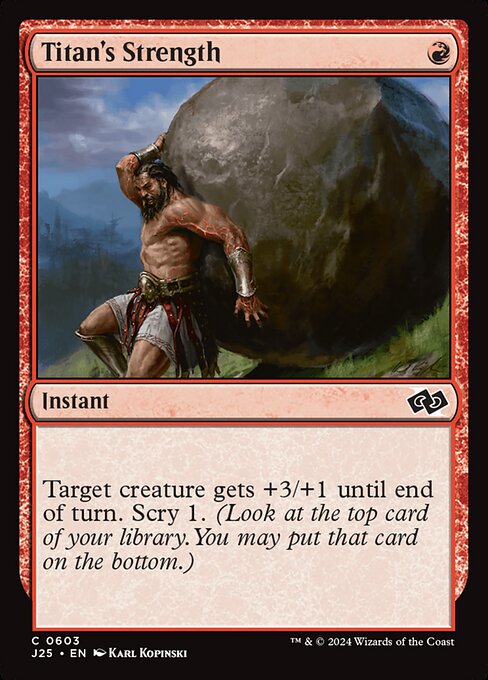 Titan's Strength
Instant
Target creature gets +3/+1 until end
of turn. Scry 1. (Look at the top card
of your library. You may put that card
on the bottom.)
C 0603
J25 • EN Karl Kopinski
™ & © 2024 Wizards of the Coast